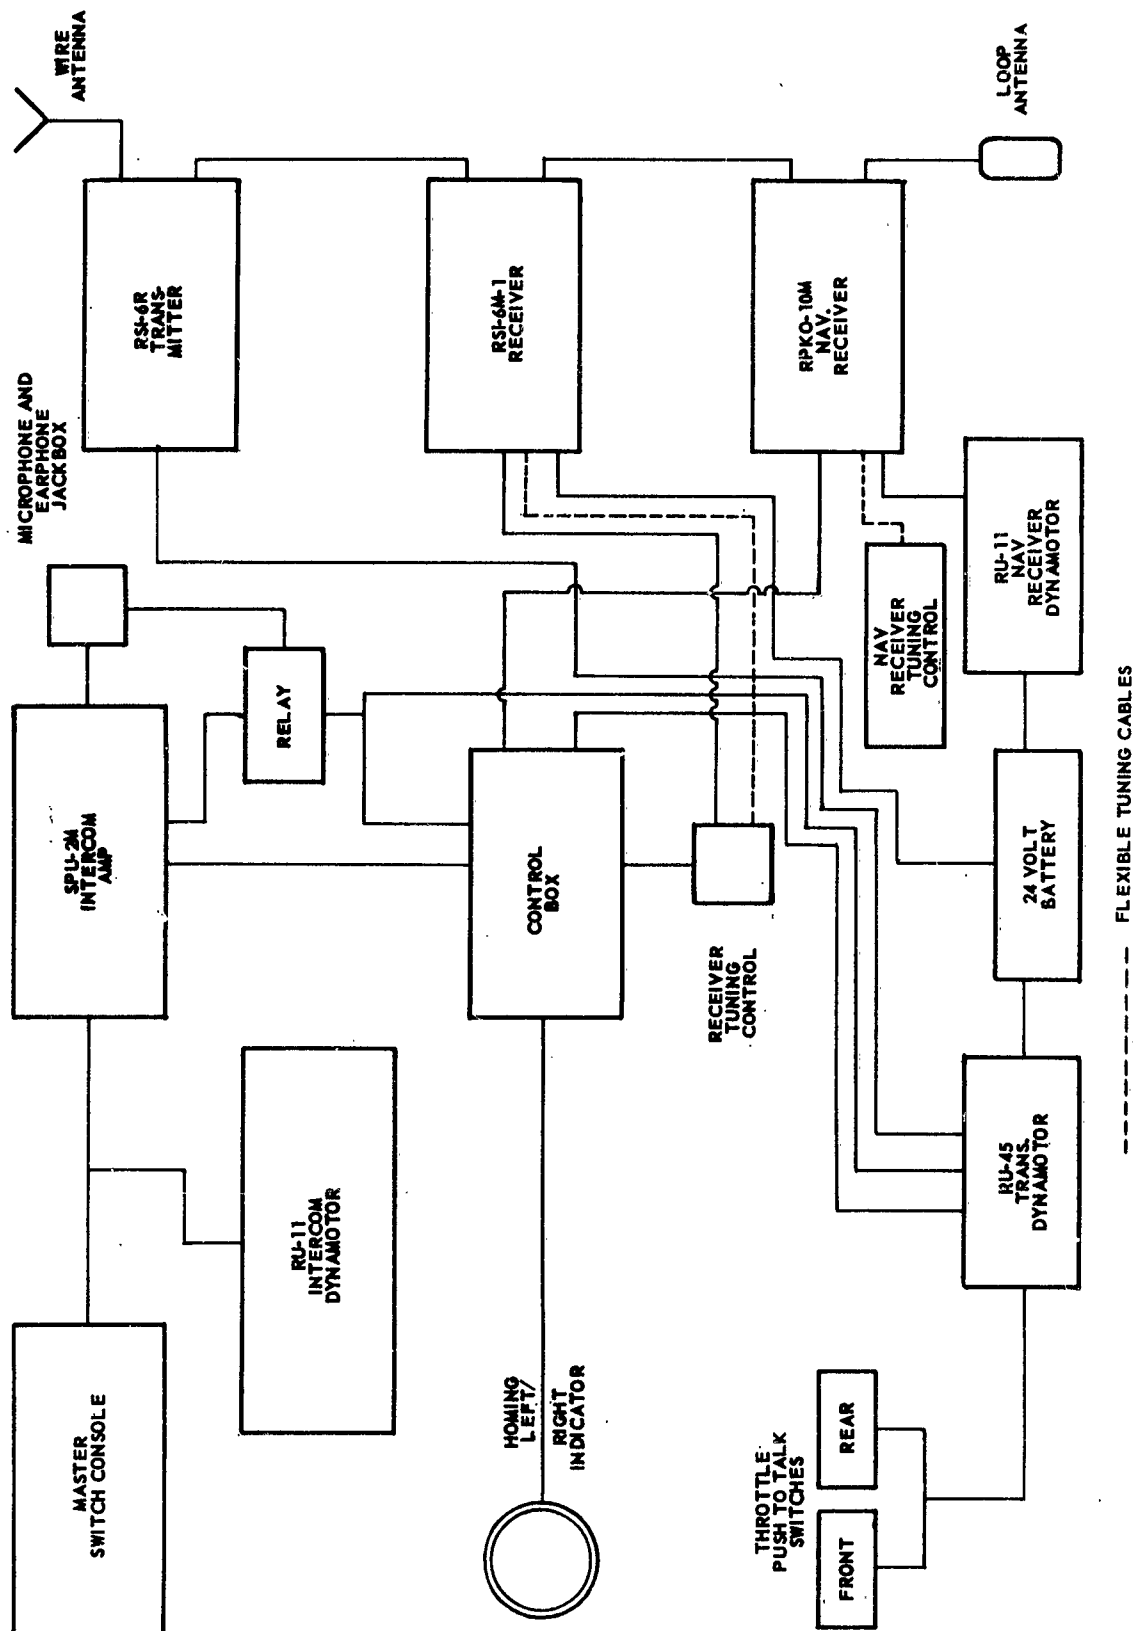 MASTER
SWITCH CONSOLE
SPU-2M
INTERCOM
AMP
MICROPHONE AND
EARPHONE
JACKBOX
RSI-6R
TRANS-
MITTER
WIRE
ANTENNA
RU-11
INTERCOM
DYNAMOTOR
RELAY
HOMING
LEFT/
RIGHT
INDICATOR
CONTROL
BOX
RSI-6M-1
RECEIVER
RECEIVER
TUNING
CONTROL
THROTTLE
PUSH TO TALK
SWITCHES
FRONT
REAR
RPKO-10M
NAV.
RECEIVER
NAV
RECEIVER
TUNING
CONTROL
LOOP
ANTENNA
RU-45
TRANS.
DYNAMOTOR
24 VOLT
BATTERY
RU-11
NAV
RECEIVER
DYNAMOTOR
FLEXIBLE TUNING CABLES